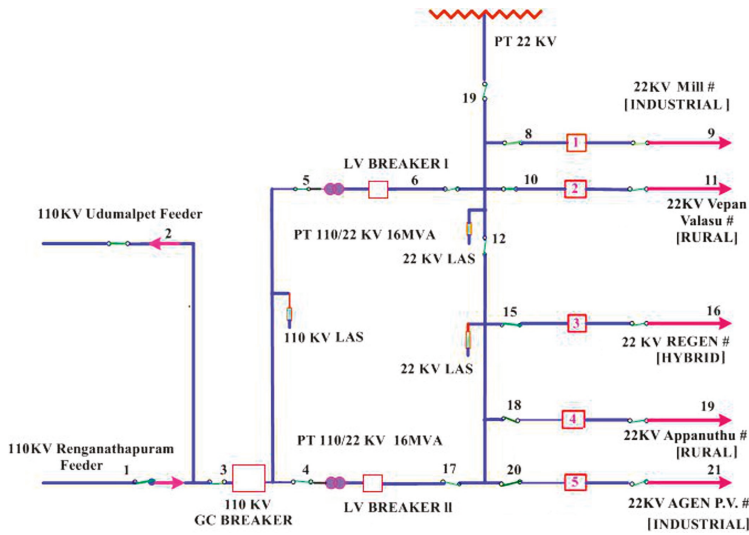 PT 22 KV
19
22KV Mill #
[INDUSTRIAL ]
8
1
9
LV BREAKER I
5
6
10
2
11
22KV Vepan
Valasu #
[RURAL]
110KV Udumalpet Feeder
2
PT 110/22 KV 16MVA
22 KV LAS
12
15
3
16
110 KV LAS
22 KV LAS
22 KV REGEN #
[HYBRID]
18
4
19
22KV Appanuthu #
[RURAL]
PT 110/22 KV 16MVA
110KV Renganathapuram
Feeder
1
3
4
17
20
5
21
110 KV
GC BREAKER
LV BREAKER II
22KV AGEN P.V. #
[INDUSTRIAL]